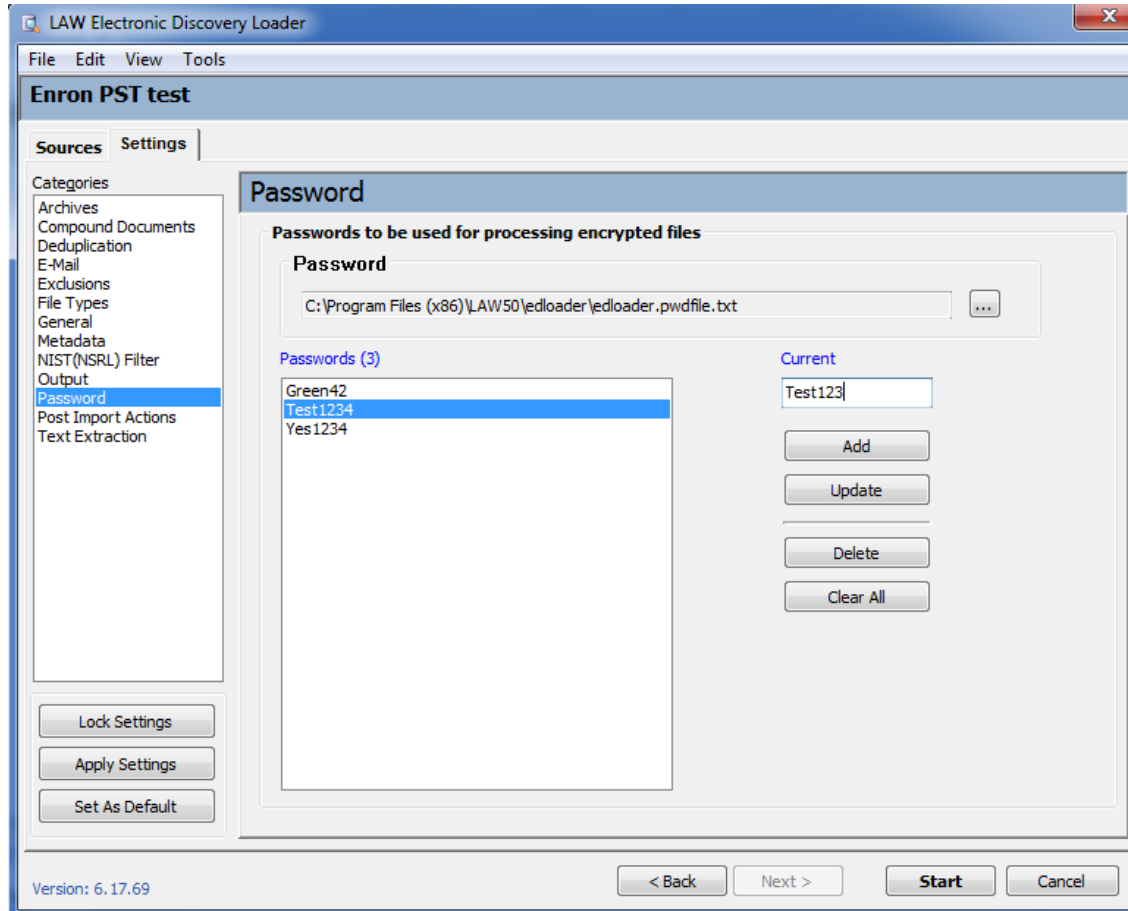 LAW Electronic Discovery Loader
X
File Edit View Tools
Enron PST test
Sources Settings
Categories
Archives
Compound Documents
Deduplication
E-Mail
Exclusions
File Types
General
Metadata
NIST(NSRL) Filter
Output
Password
Post Import Actions
Text Extraction
Lock Settings
Apply Settings
Set As Default
Password
Passwords to be used for processing encrypted files
Password
C:\Program Files (x86)\LAW50\edloader\edloader.pwdfile.txt
...
Passwords (3)
Green42
Test1234
Yes1234
Current
Test123
Add
Update
Delete
Clear All
Version: 6.17.69
< Back Next > Start Cancel